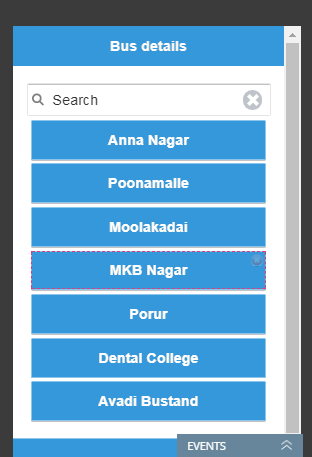 Bus details
Search
Anna Nagar
Poonamalle
Moolakadai
MKB Nagar
Porur
Dental College
Avadi Bustand
EVENTS